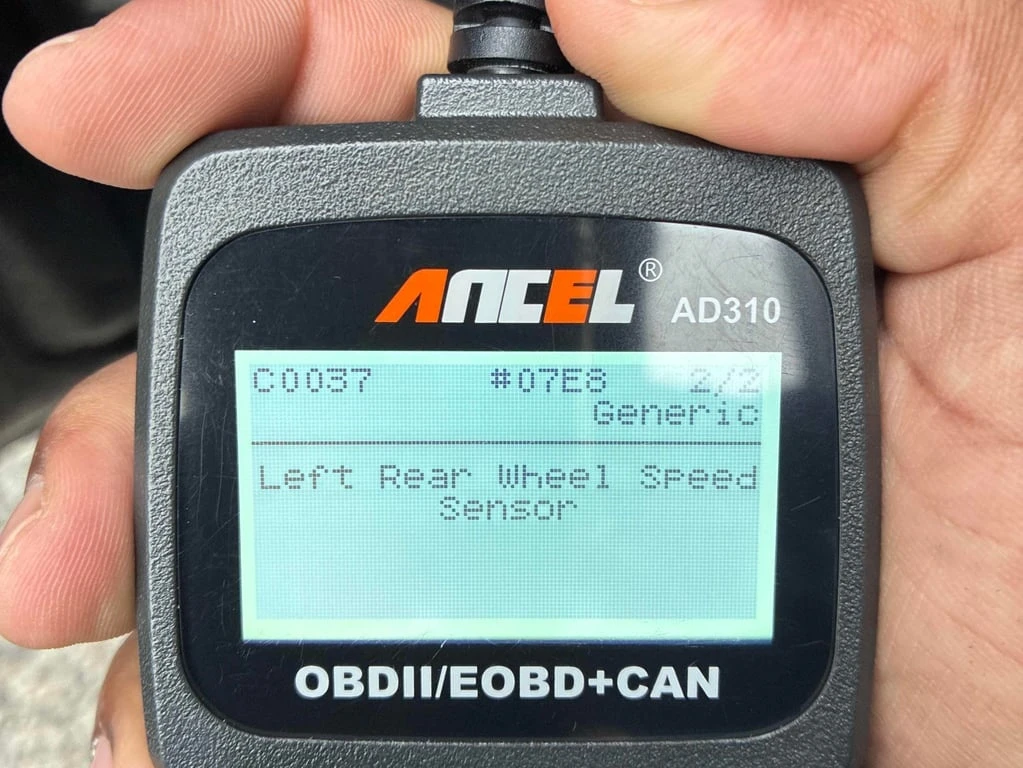 ANCEL®
AD310
C0037 #07E8 2/2
Generic
Left Rear Wheel Speed
Sensor
OBDII/EOBD+CAN